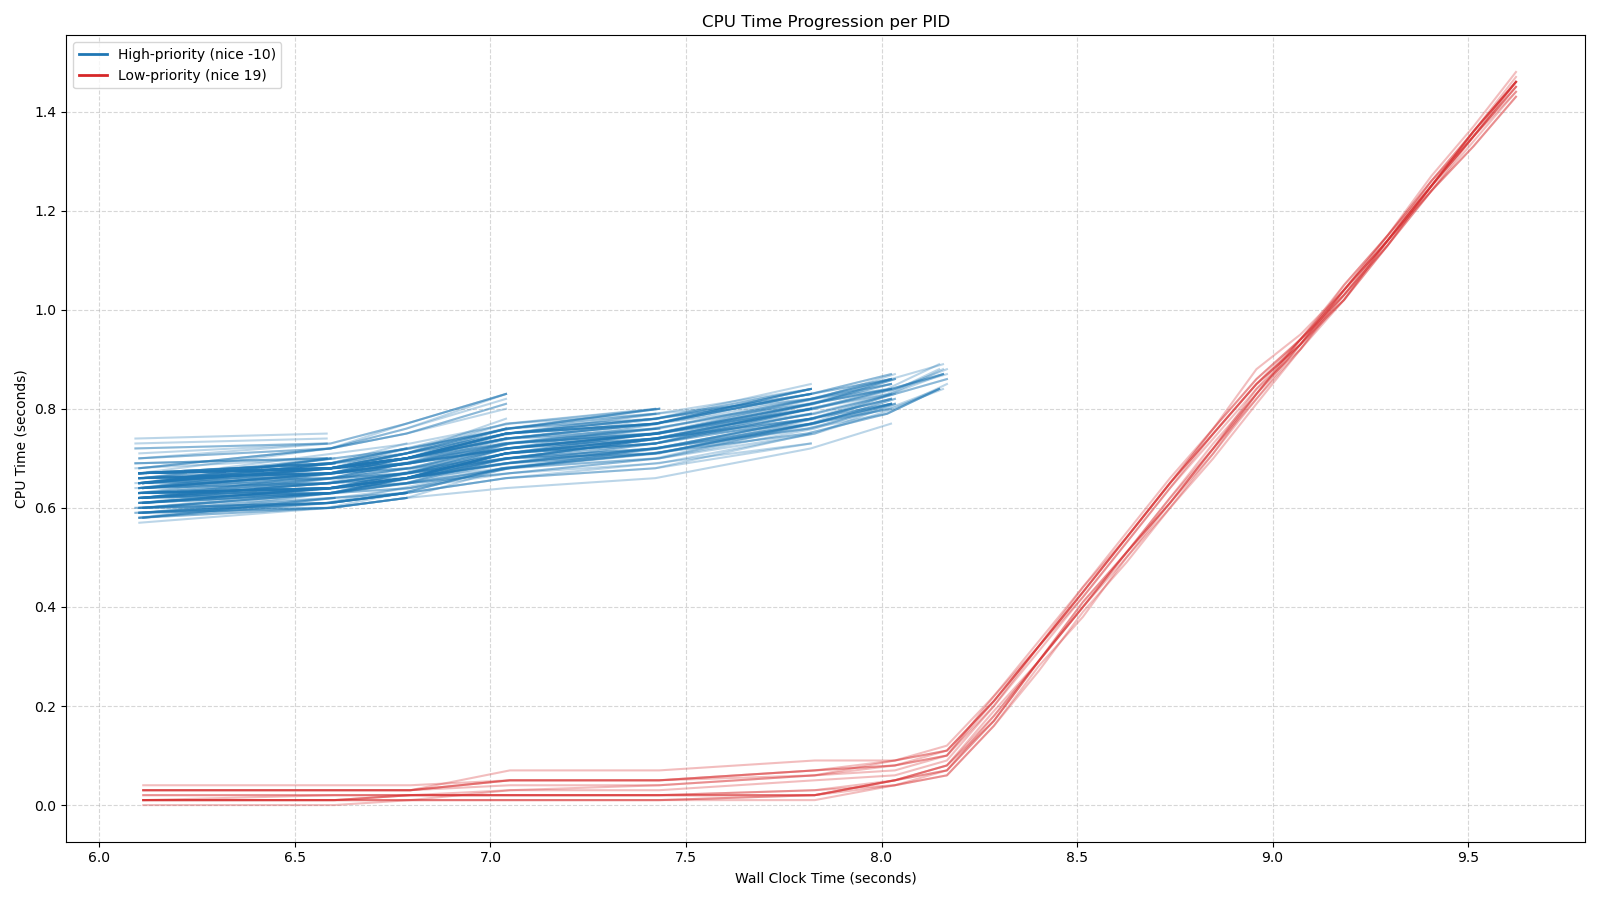 CPU Time Progression per PID
High-priority (nice -10)
Low-priority (nice 19)
CPU Time (seconds)
1.4
1.2
1.0
0.8
0.6
0.4
0.2
0.0
6.0 6.5 7.0 7.5 8.0 8.5 9.0 9.5
Wall Clock Time (seconds)